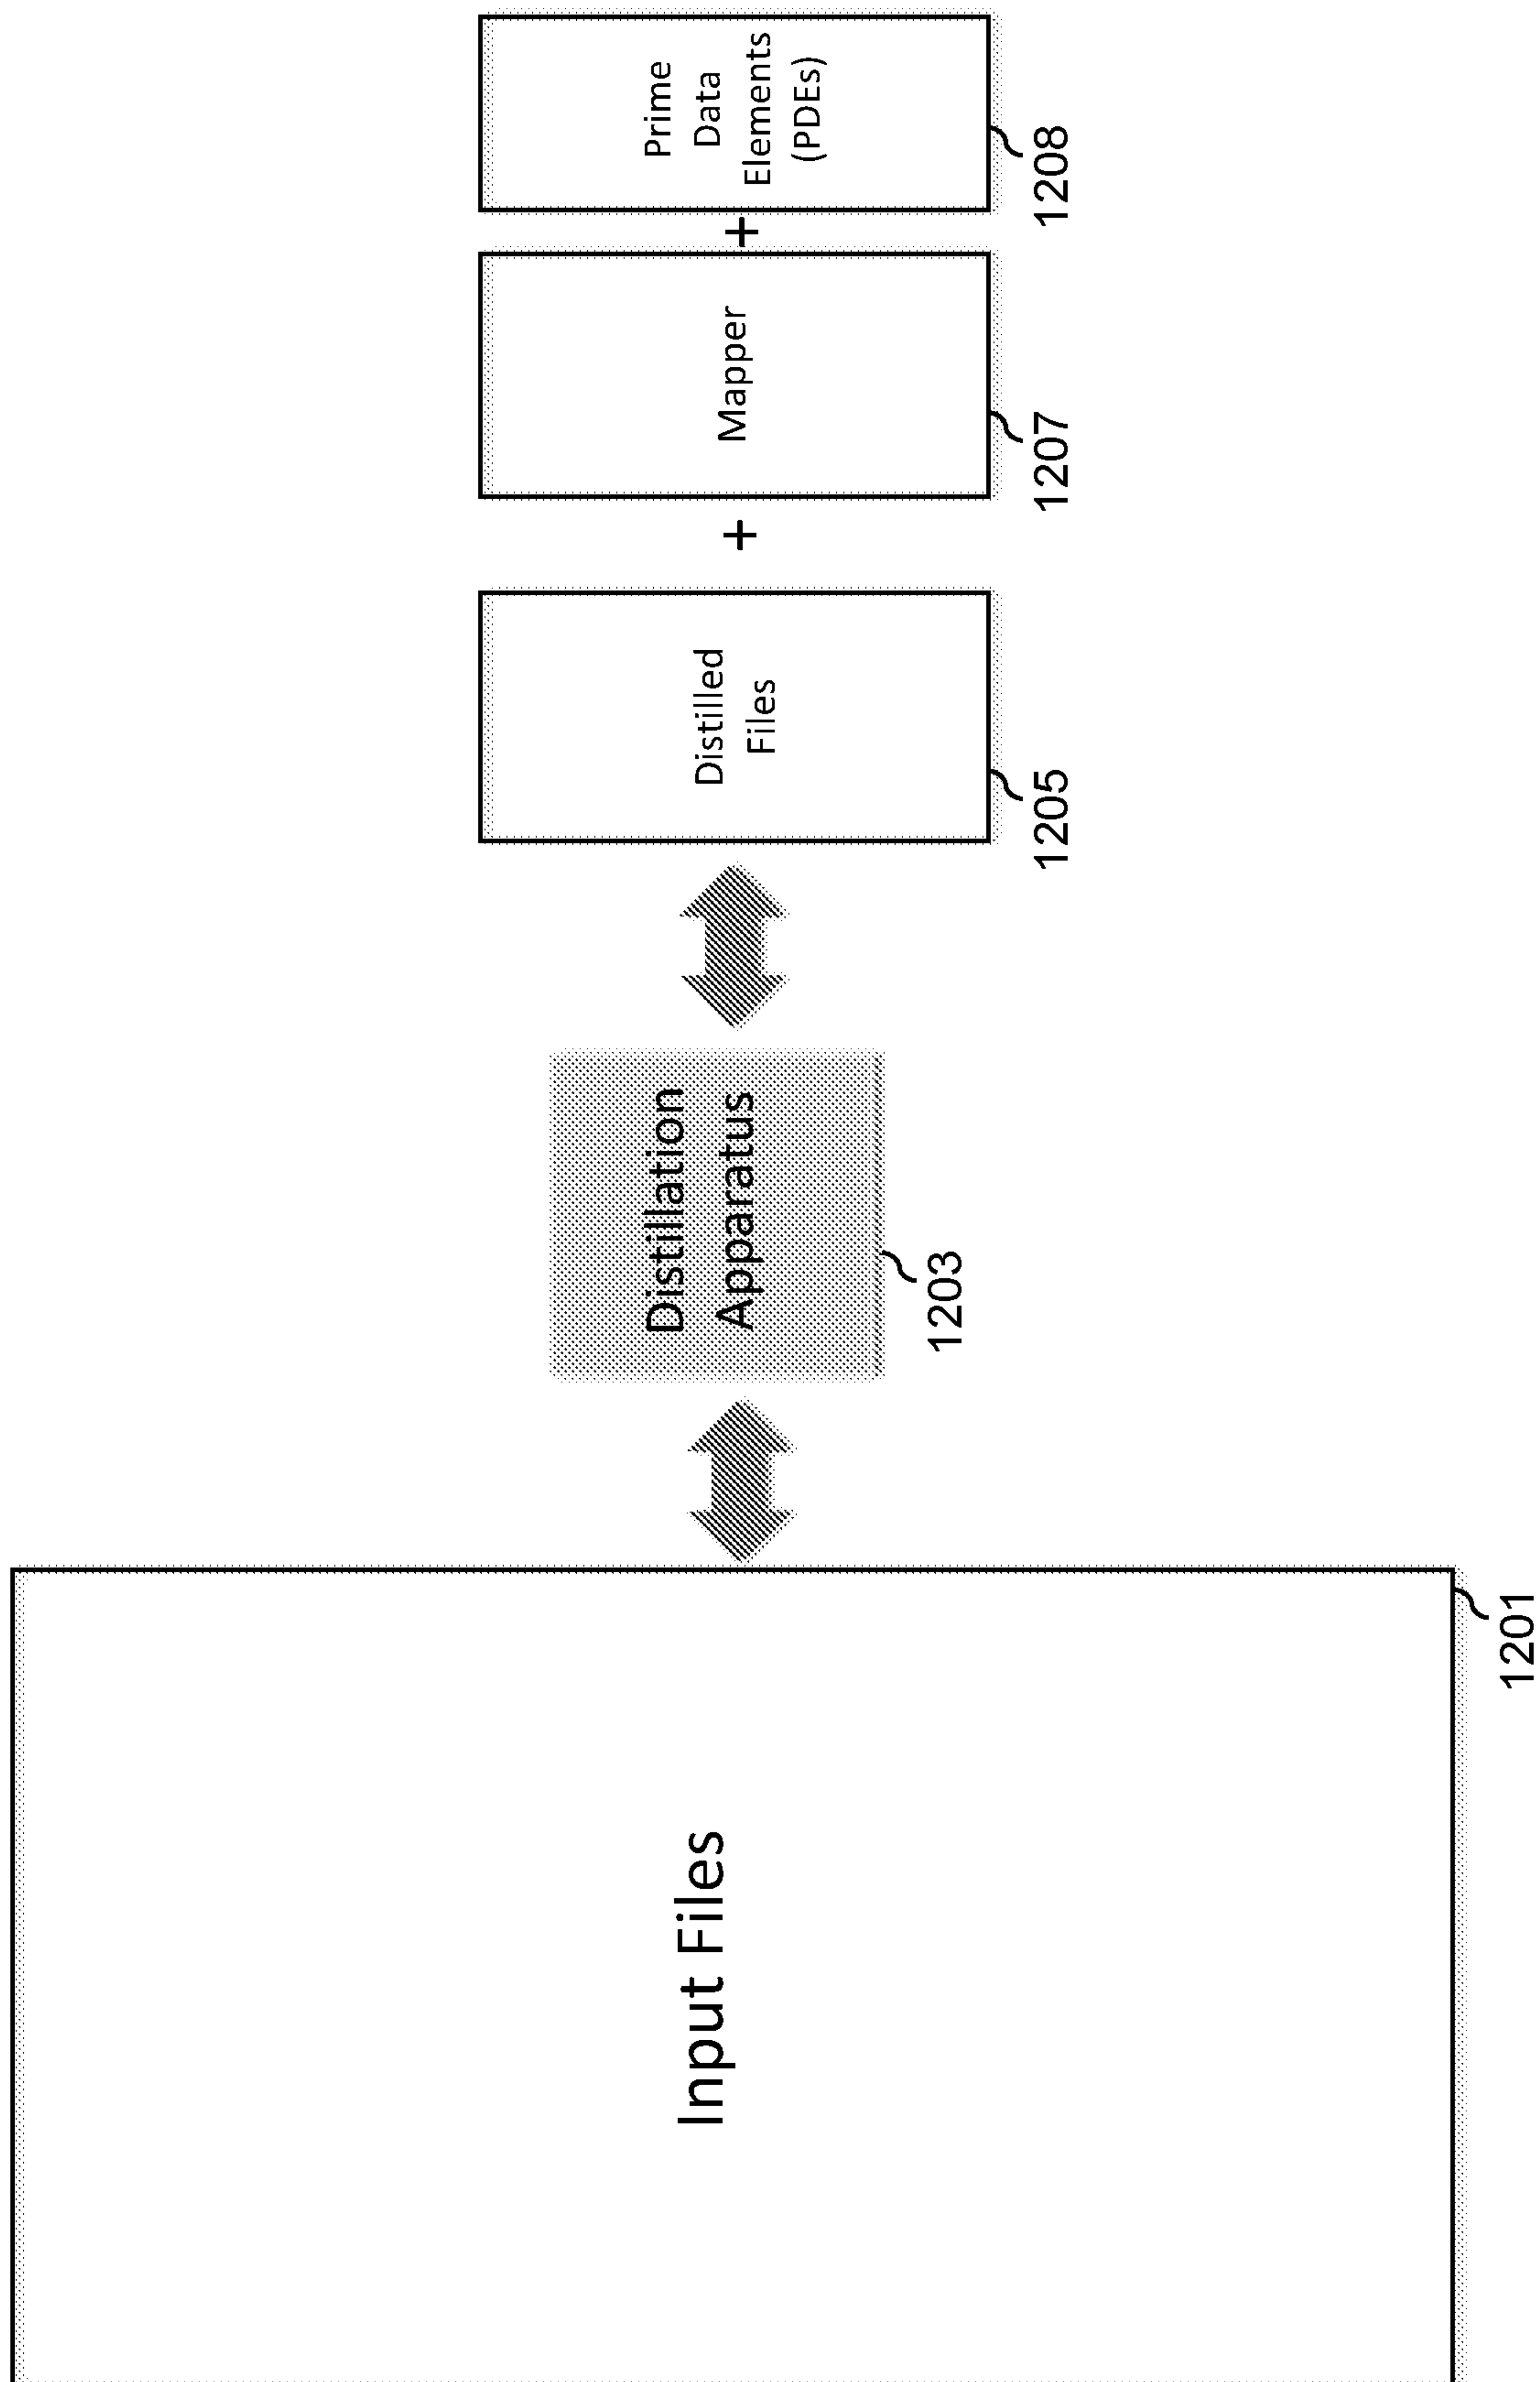 Input Files
1201
Distillation
Apparatus
1203
Distilled
Files
1205
+
Mapper
1207
+
Prime
Data
Elements
(PDEs)
1208